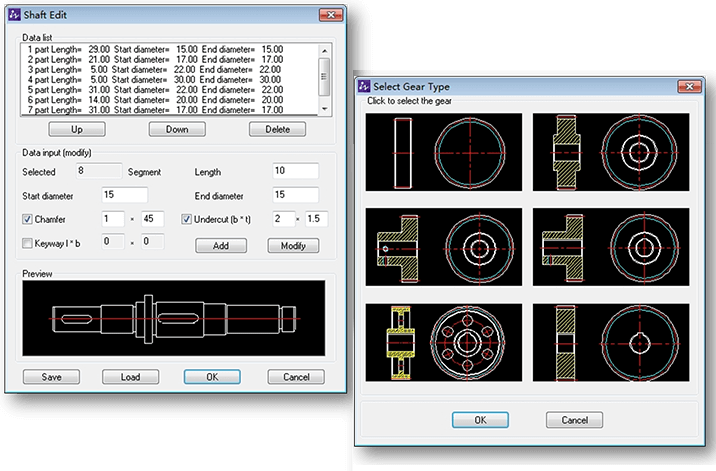 Shaft Edit
Data list
1 part Length= 29.00 Start diameter= 15.00 End diameter= 15.00
2 part Length= 21.00 Start diameter= 17.00 End diameter= 17.00
3 part Length= 5.00 Start diameter= 22.00 End diameter= 22.00
4 part Length= 5.00 Start diameter= 30.00 End diameter= 30.00
5 part Length= 31.00 Start diameter= 22.00 End diameter= 22.00
6 part Length= 14.00 Start diameter= 20.00 End diameter= 20.00
7 part Length= 31.00 Start diameter= 17.00 End diameter= 17.00
Up Down Delete
Data input (modify)
Selected 8 Segment Length 10
Start diameter 15 End diameter 15
Chamfer 1 * 45 Undercut (b * t) 2 * 1.5
Keyway l * b 0 * 0 Add Modify
Preview
Save Load OK Cancel
Select Gear Type
Click to select the gear
OK Cancel